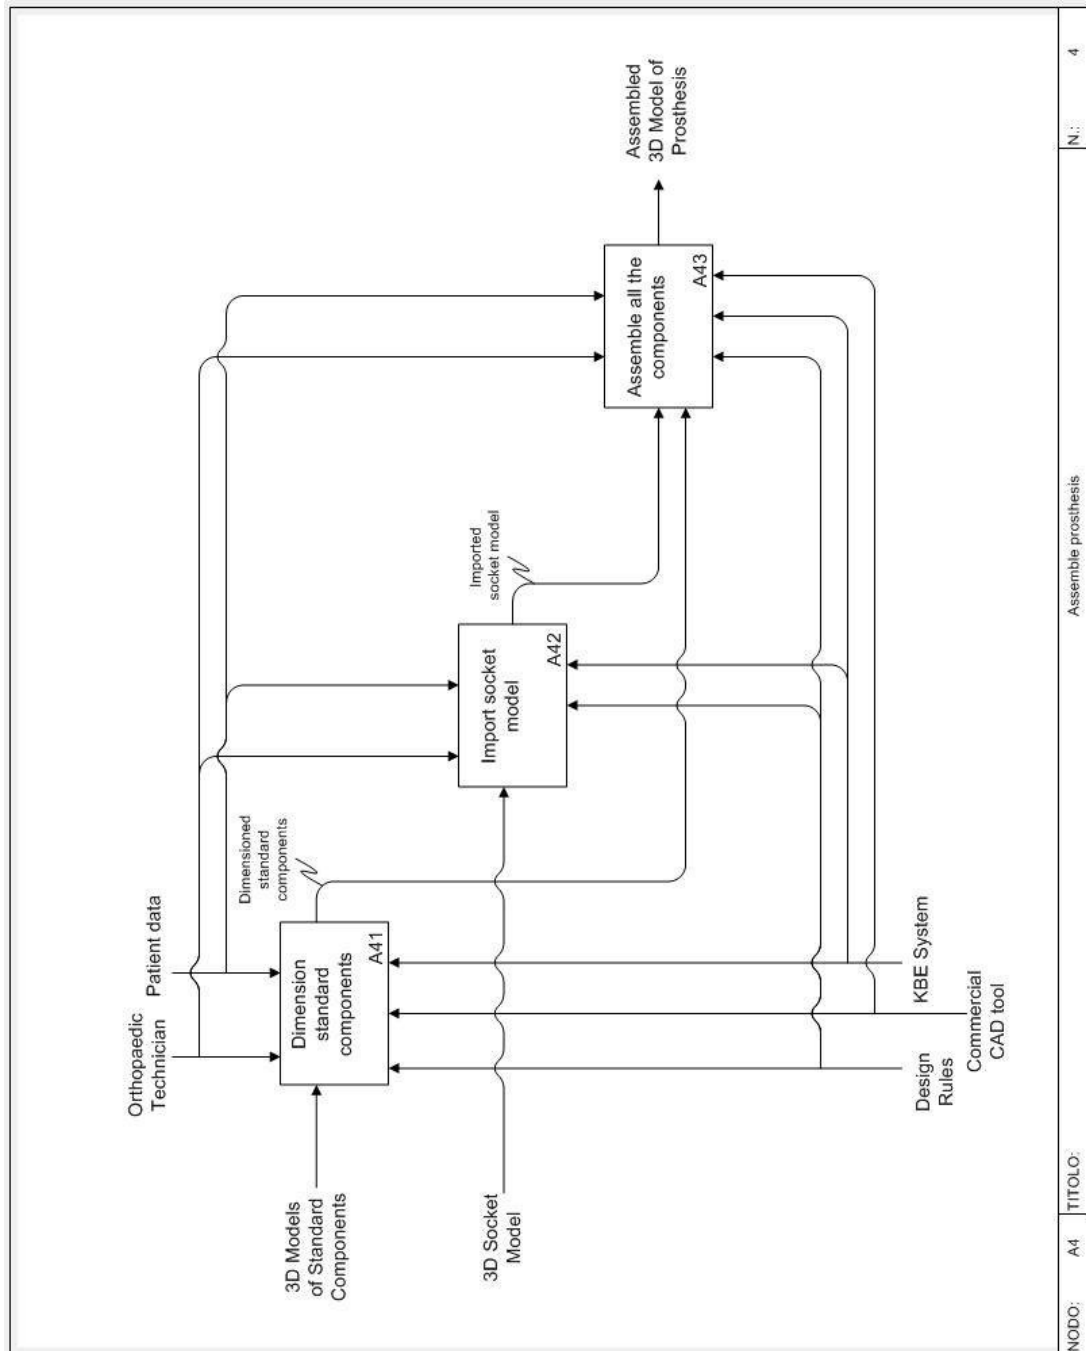 Orthopaedic
Technician
Patient data
3D Models
of Standard
Components
Dimension
standard
components
A41
Dimensioned
standard
components
3D Socket
Model
Import socket
model
A42
Imported
socket model
Assemble all the
components
A43
Assembled
3D Model of
Prosthesis
Design
Rules
Commercial
CAD tool
KBE System
NODO:
A4
TITOLO:
Assemble prosthesis
N.:
4